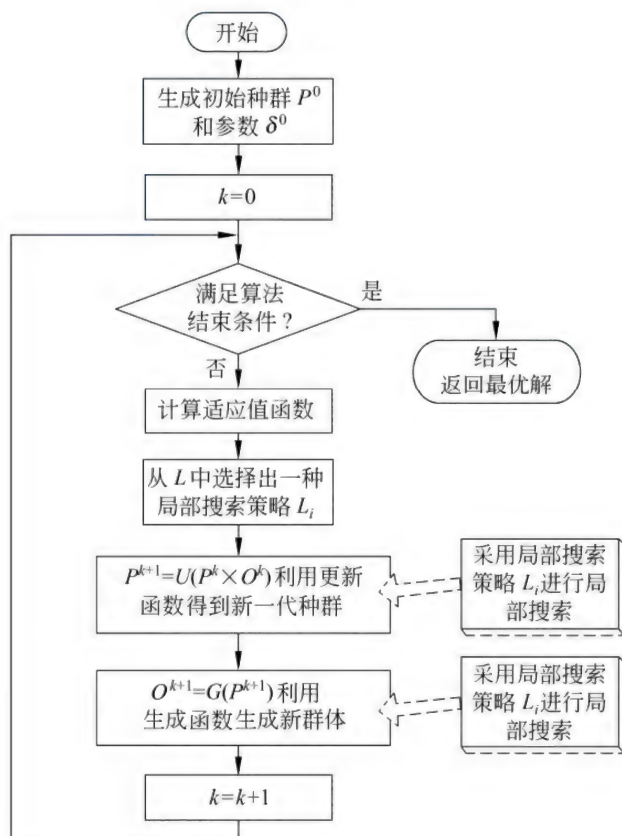 开始
生成初始种群 P⁰
和参数 δ⁰
k=0
满足算法
结束条件？
是
结束
返回最优解
否
计算适应值函数
从 L 中选择出一种
局部搜索策略 Lᵢ
Pᵏ⁺¹=U(Pᵏ×Oᵏ)利用更新
函数得到新一代种群
采用局部搜索
策略 Lᵢ进行局
部搜索
Oᵏ⁺¹=G(Pᵏ⁺¹)利用
生成函数生成新群体
采用局部搜索
策略 Lᵢ进行局
部搜索
k=k+1